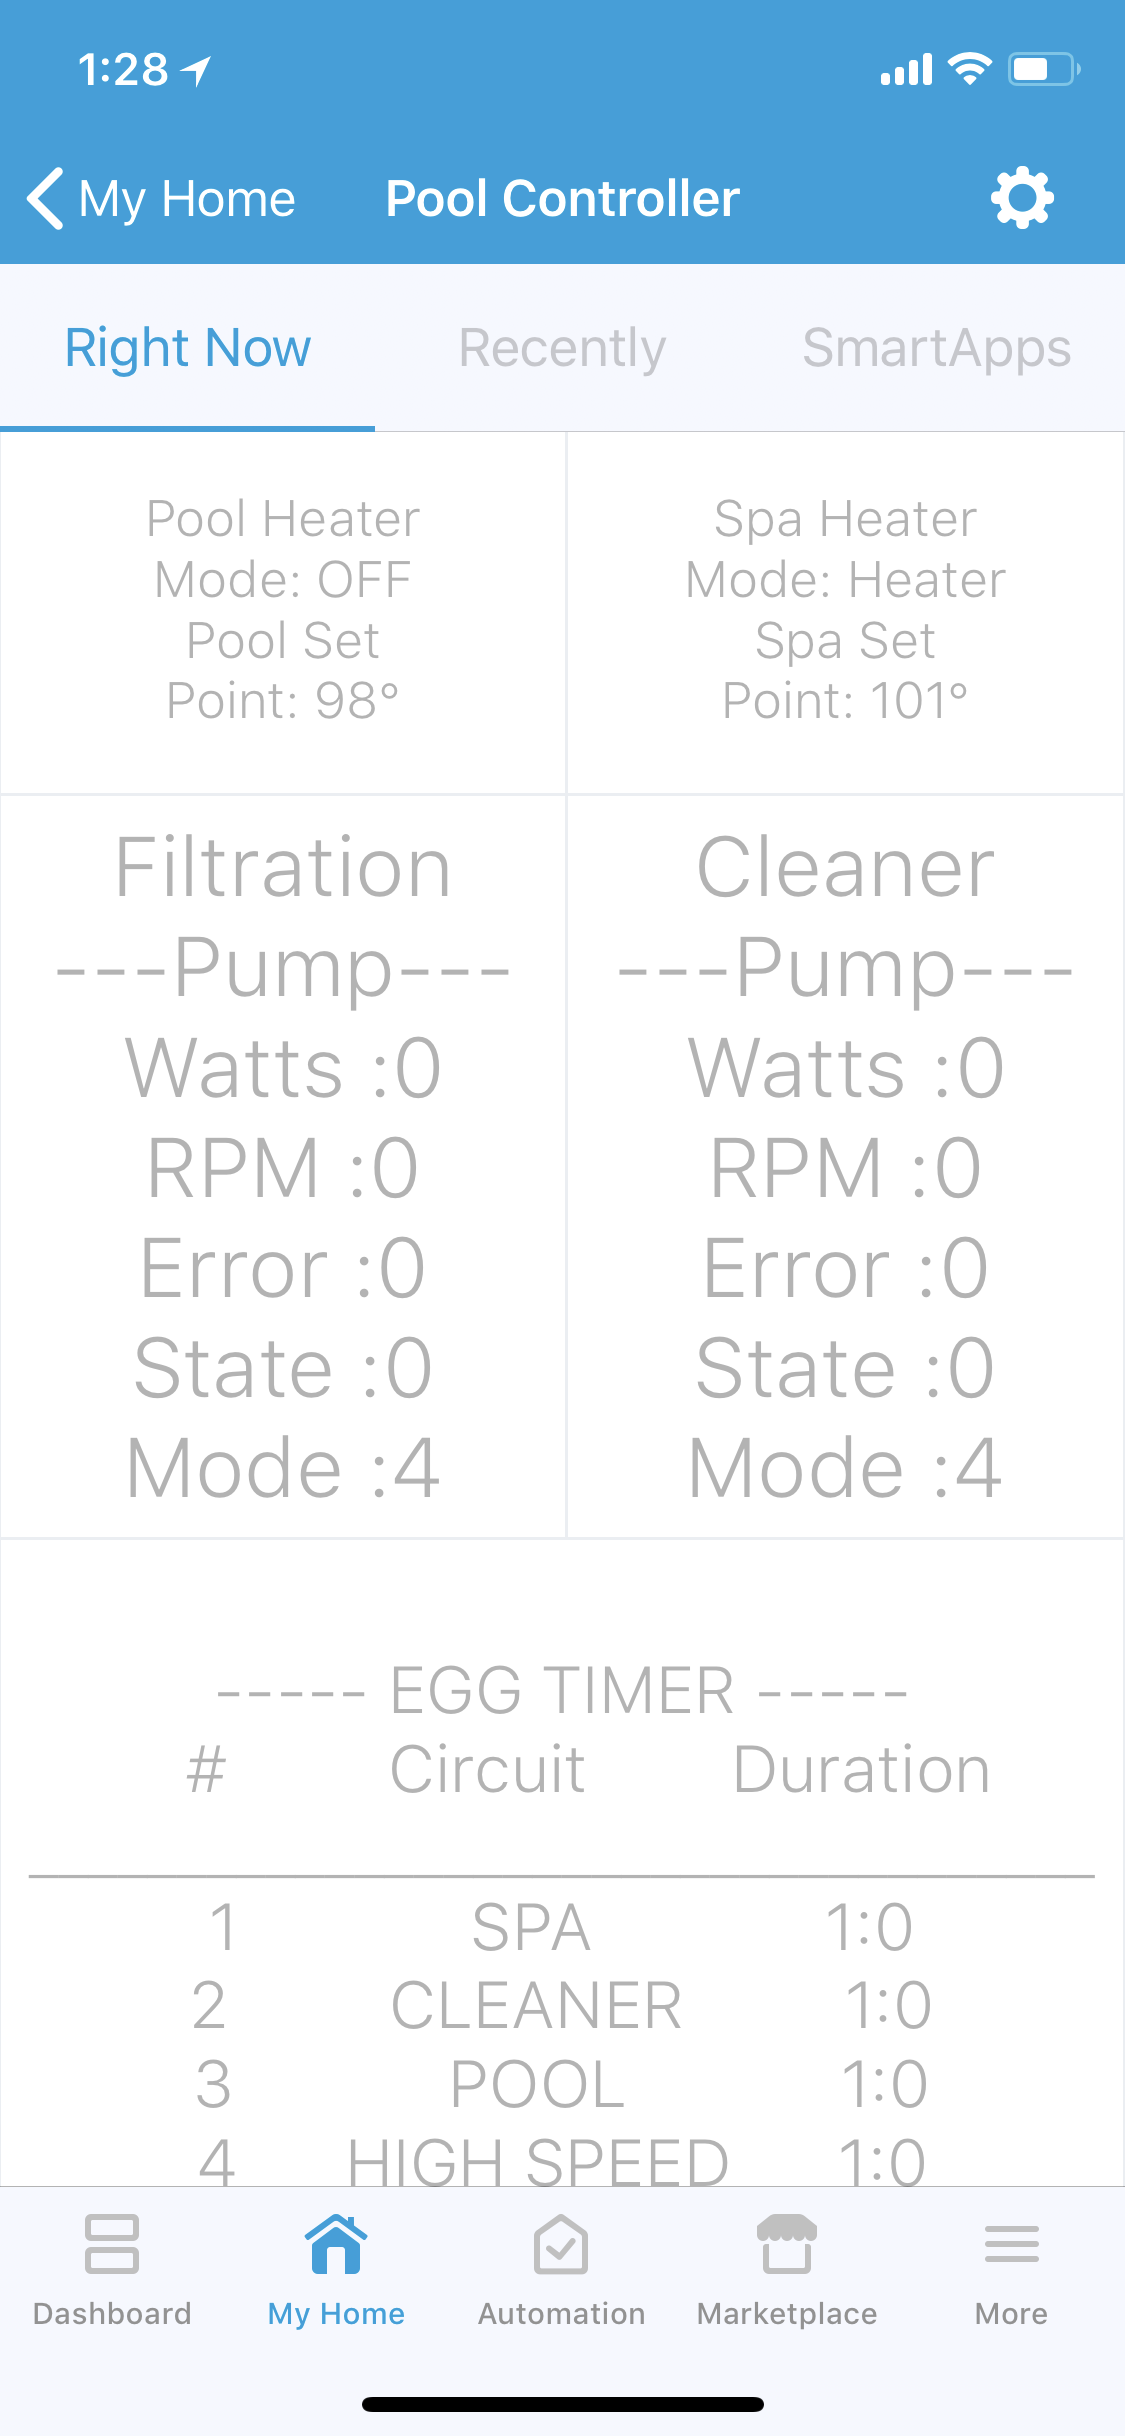 1:28
My Home Pool Controller
Right Now Recently SmartApps
Pool Heater
Mode: OFF
Pool Set
Point: 98°
Spa Heater
Mode: Heater
Spa Set
Point: 101°
Filtration
---Pump---
Watts :0
RPM :0
Error :0
State :0
Mode :4
Cleaner
---Pump---
Watts :0
RPM :0
Error :0
State :0
Mode :4
----- EGG TIMER -----
# Circuit Duration
1 SPA 1:0
2 CLEANER 1:0
3 POOL 1:0
4 HIGH SPEED 1:0
Dashboard My Home Automation Marketplace More